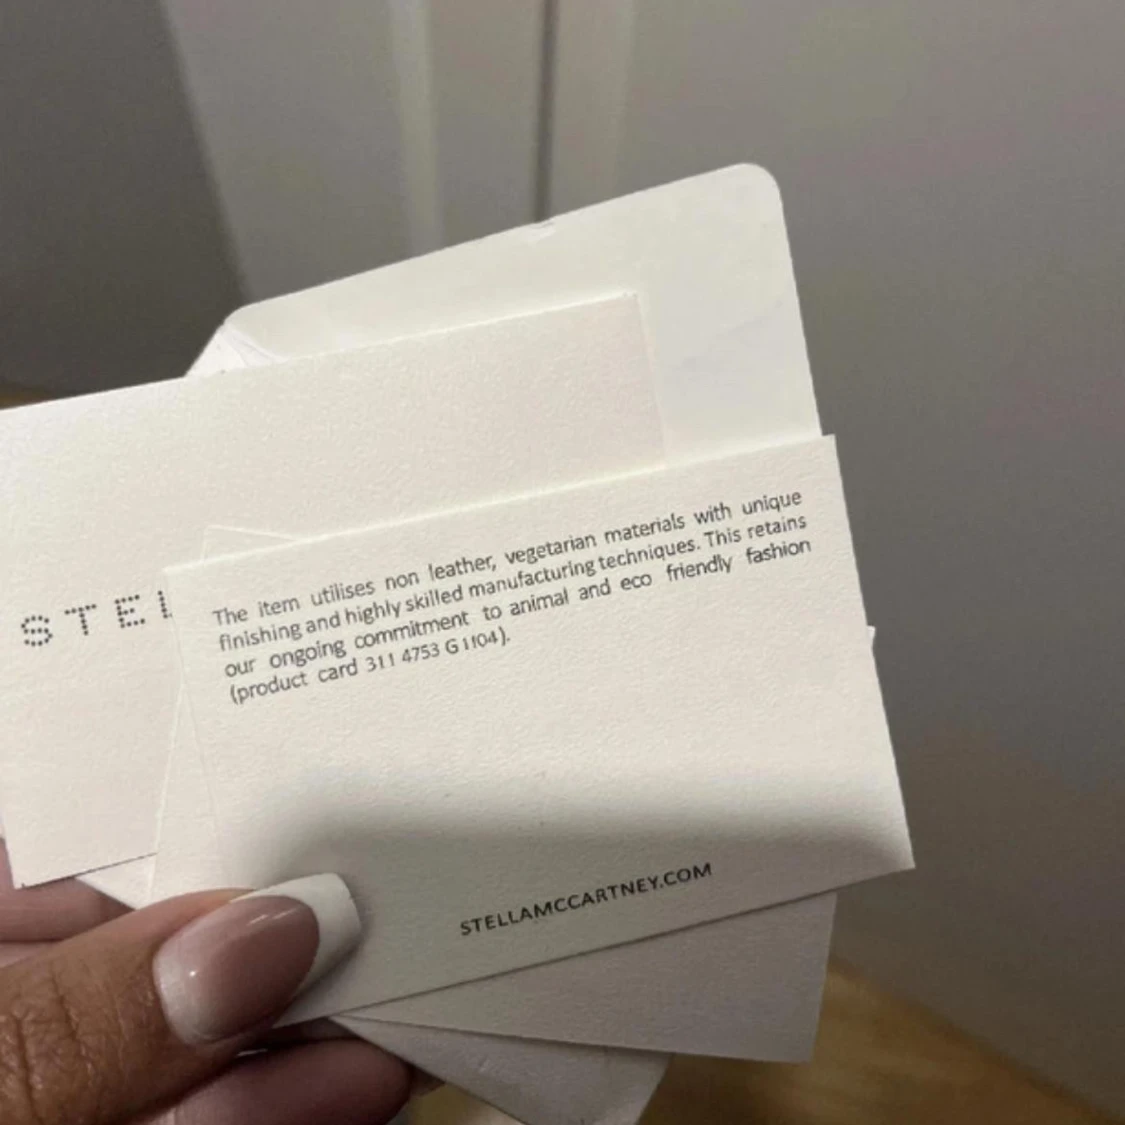 STEL
The item utilises non leather, vegetarian materials with unique
finishing and highly skilled manufacturing techniques. This retains
our ongoing commitment to animal and eco friendly fashion
(product card 311 4753 G 1104).
STELLAMCCARTNEY.COM